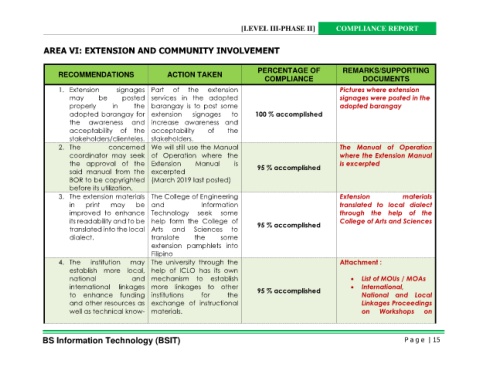 [LEVEL III-PHASE II] COMPLIANCE REPORT
AREA VI: EXTENSION AND COMMUNITY INVOLVEMENT
RECOMMENDATIONS
ACTION TAKEN
PERCENTAGE OF
COMPLIANCE
REMARKS/SUPPORTING
DOCUMENTS
1. Extension signages
may be posted
properly in the
adopted barangay for
the awareness and
acceptability of the
stakeholders/clienteles.
Part of the extension
services in the adopted
barangay is to post some
extension signages to
increase awareness and
acceptability of the
stakeholders.
100 % accomplished
Pictures where extension
signages were posted in the
adopted barangay
2. The concerned
coordinator may seek
the approval of the
said manual from the
BOR to be copyrighted
before its utilization.
We will still use the Manual
of Operation where the
Extension Manual is
excerpted
(March 2019 last posted)
95 % accomplished
The Manual of Operation
where the Extension Manual
is excerpted
3. The extension materials
in print may be
improved to enhance
its readability and to be
translated into the local
dialect.
The College of Engineering
and Information
Technology seek some
help form the College of
Arts and Sciences to
translate the some
extension pamphlets into
Filipino
95 % accomplished
Extension materials
translated to local dialect
through the help of the
College of Arts and Sciences
4. The institution may
establish more local,
national and
international linkages
to enhance funding
and other resources as
well as technical know-
The university through the
help of ICLO has its own
mechanism to establish
more linkages to other
institutions for the
exchange of instructional
materials.
95 % accomplished
Attachment :
• List of MOUs / MOAs
• International,
National and Local
Linkages Proceedings
on Workshops on
BS Information Technology (BSIT) Page | 15